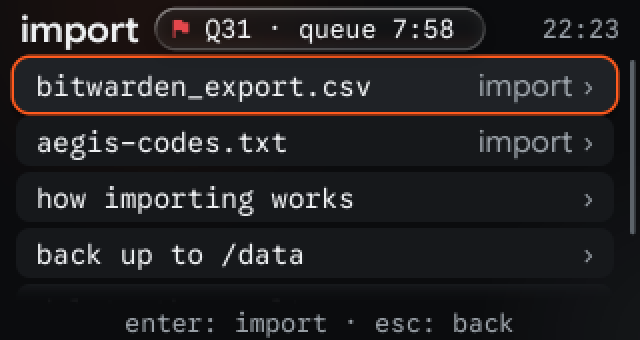 import Q31 · queue 7:58 22:23
bitwarden_export.csv import ›
aegis-codes.txt import ›
how importing works ›
back up to /data ›
enter: import · esc: back